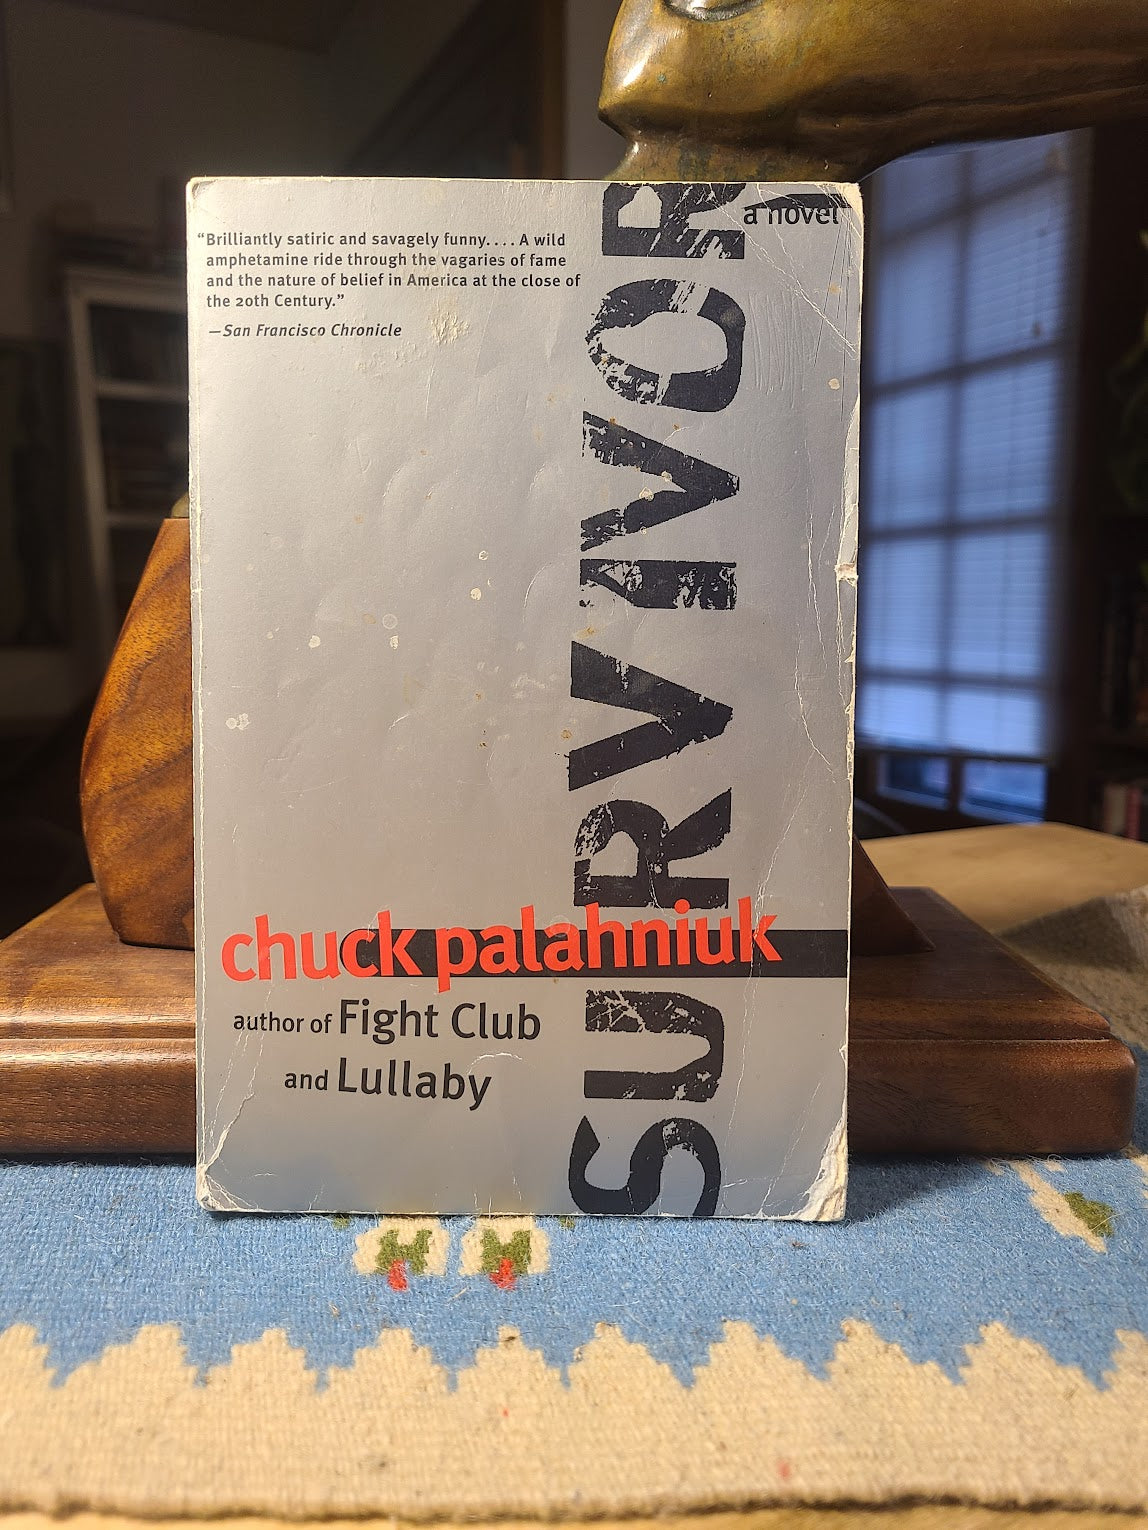 a novel
“Brilliantly satiric and savagely funny.... A wild
amphetamine ride through the vagaries of fame
and the nature of belief in America at the close of
the 20th Century.”
—San Francisco Chronicle
SURVIVOR
chuck palahniuk
author of Fight Club
and Lullaby